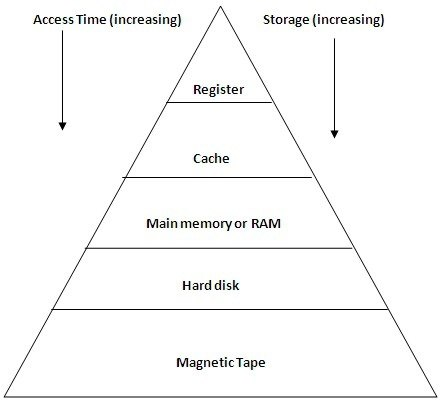 Access Time (increasing)
Storage (increasing)
Register
Cache
Main memory or RAM
Hard disk
Magnetic Tape